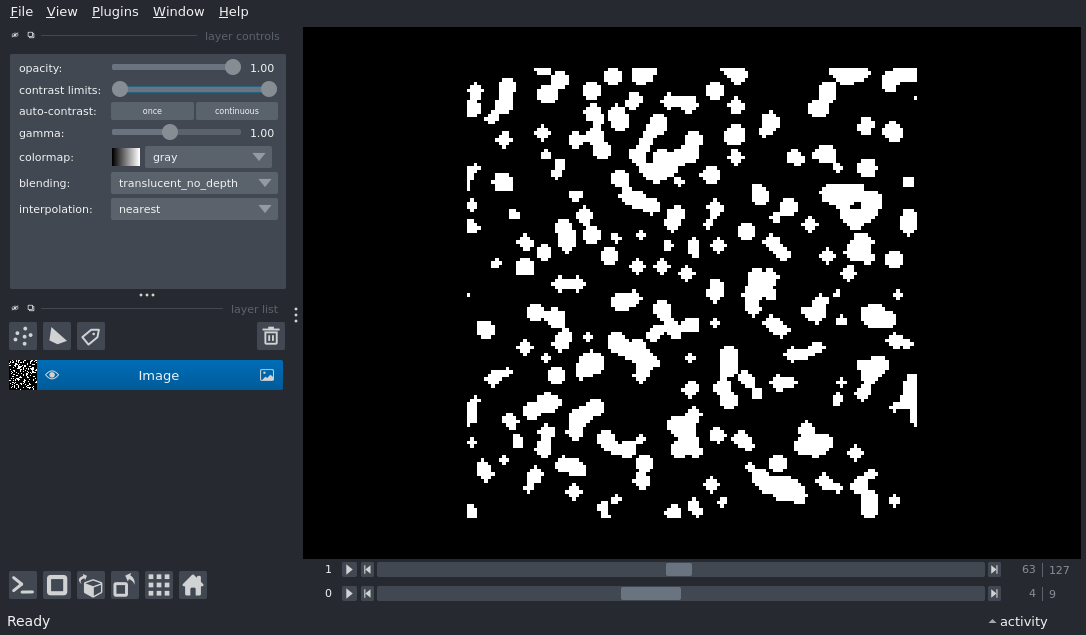 File View Plugins Window Help
layer controls
opacity: 1.00
contrast limits:
auto-contrast: once continuous
gamma: 1.00
colormap: gray
blending: translucent_no_depth
interpolation: nearest
layer list
Image
1 63 127
0 4 9
Ready activity